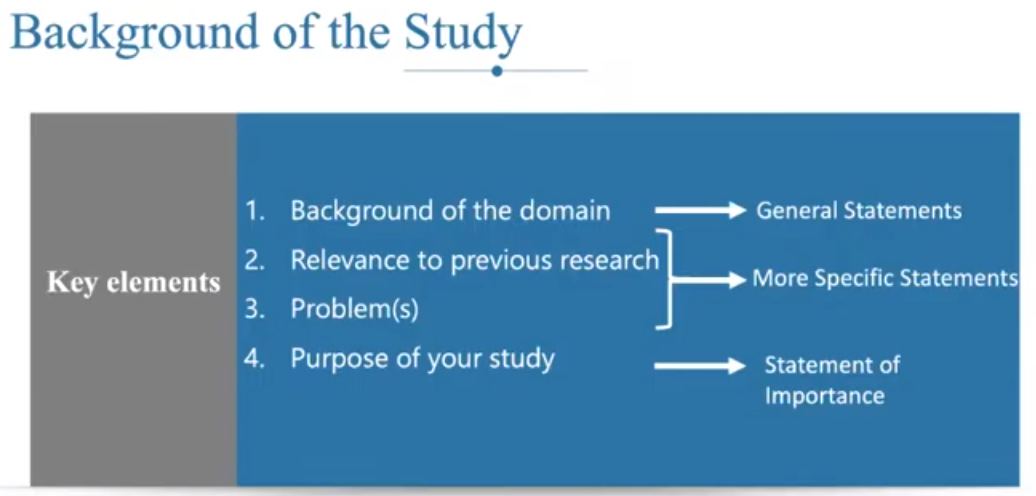 Background of the Study
Key elements
1. Background of the domain
General Statements
2. Relevance to previous research
More Specific Statements
3. Problem(s)
4. Purpose of your study
Statement of
Importance